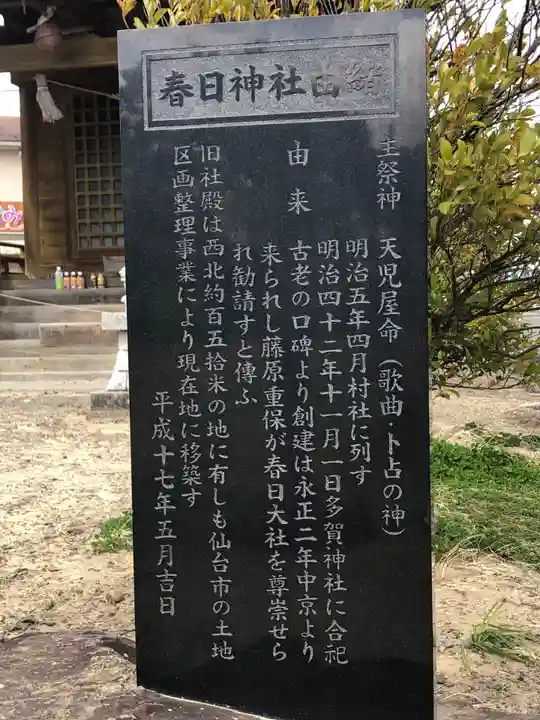 春日神社由緒
主祭神 天児屋命(歌曲・卜占の神)
明治五年四月村社に列す
明治四十二年十一月一日多賀神社に合祀
由来 古老の口碑より創建は永正二年中京より
来られし藤原重保が春日大社を尊崇せら
れ勧請すと傳ふ
旧社殿は西北約百五拾米の地に有しも仙台市の土地
区画整理事業により現在地に移築す
平成十七年五月吉日